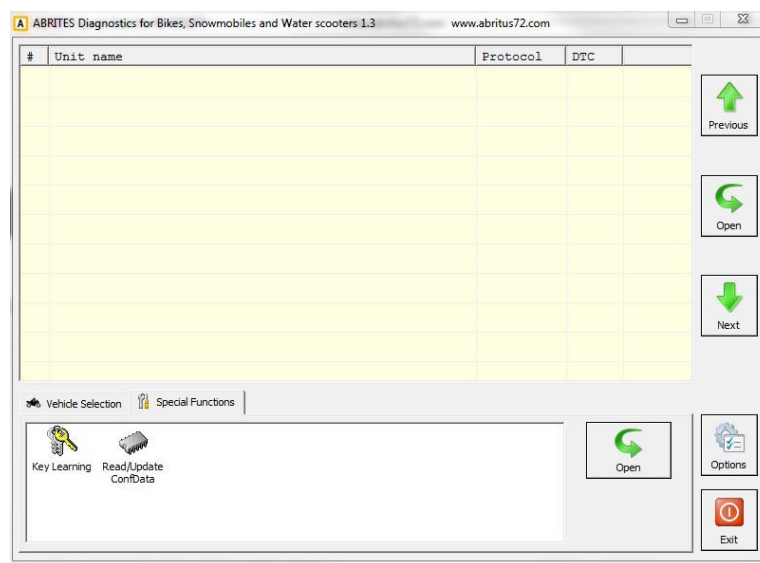 A ABRITES Diagnostics for Bikes, Snowmobiles and Water scooters 1.3 www.abritus72.com
# Unit name Protocol DTC
Previous
Open
Next
Vehicle Selection Special Functions
Key Learning Read/Update
ConfData
Open
Options
Exit